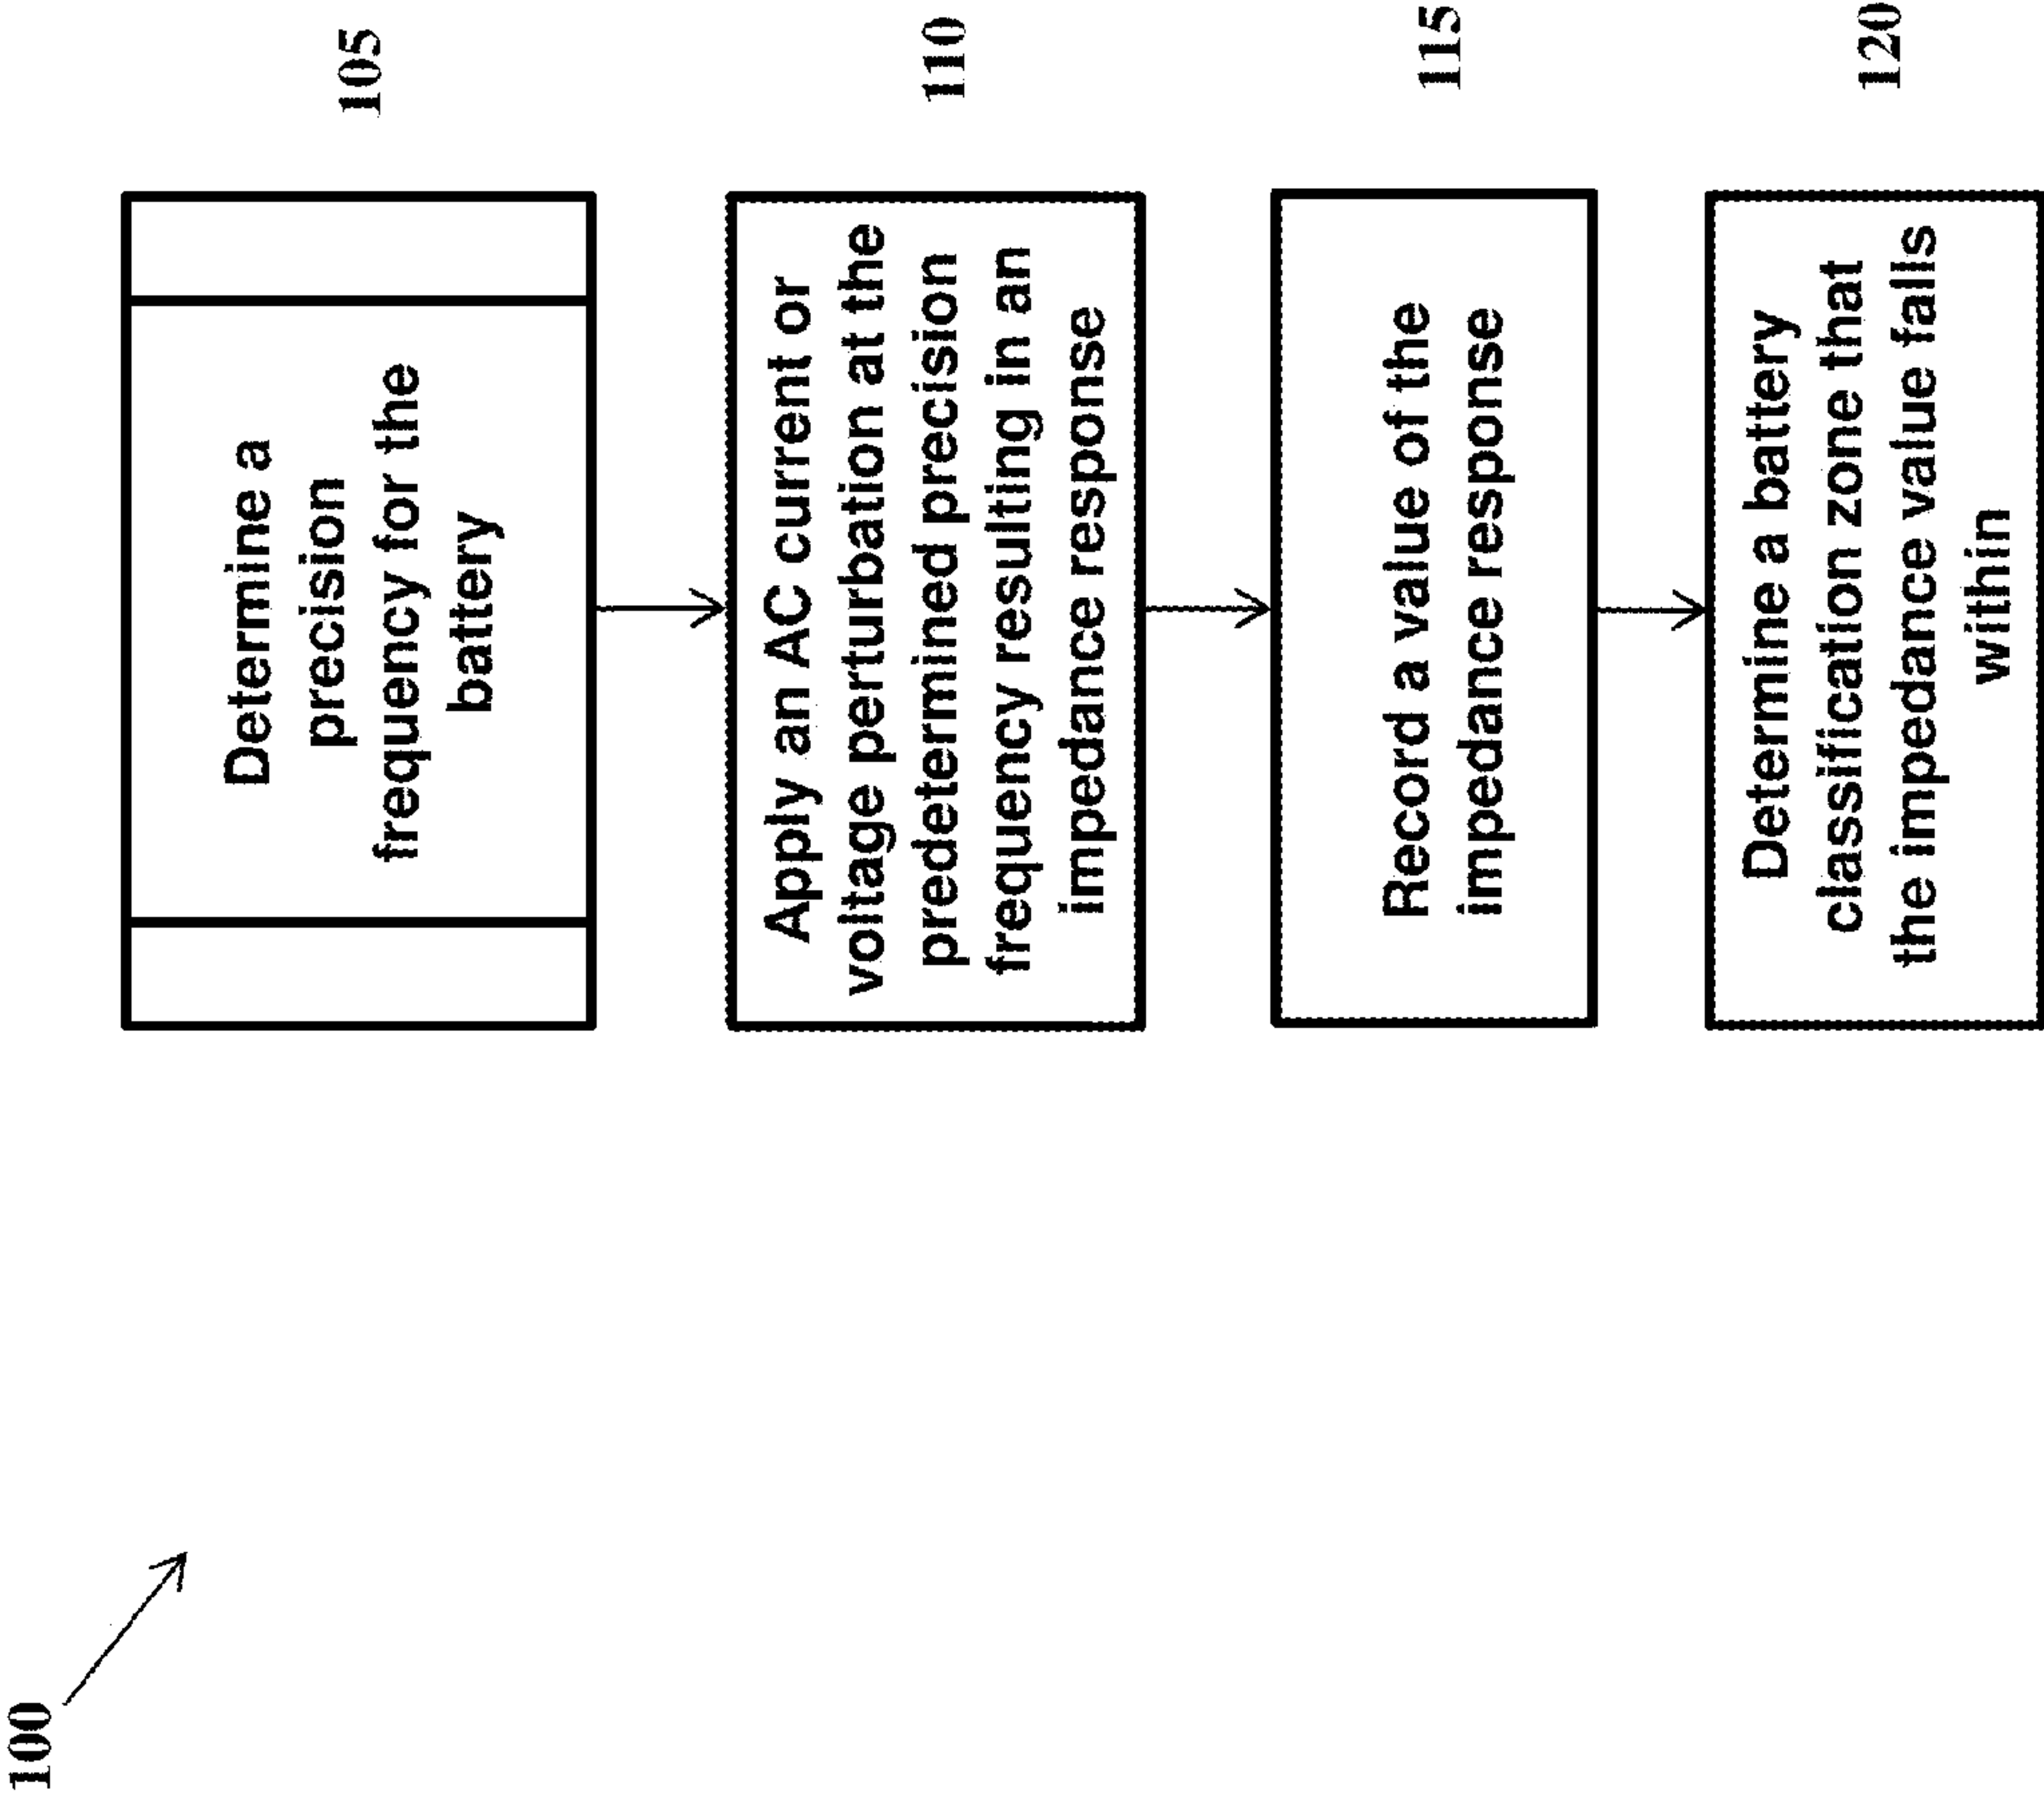 100
Determine a
precision
frequency for the
battery
105
Apply an AC current or
voltage perturbation at the
predetermined precision
frequency resulting in an
impedance response
110
Record a value of the
impedance response
115
Determine a battery
classification zone that
the impedance value falls
within
120